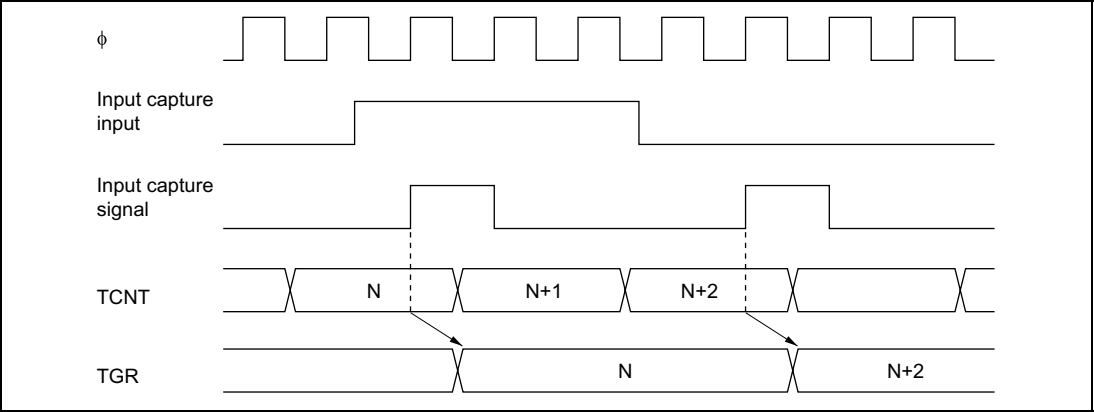 ϕ
Input capture
input
Input capture
signal
TCNT
N
N+1
N+2
TGR
N
N+2